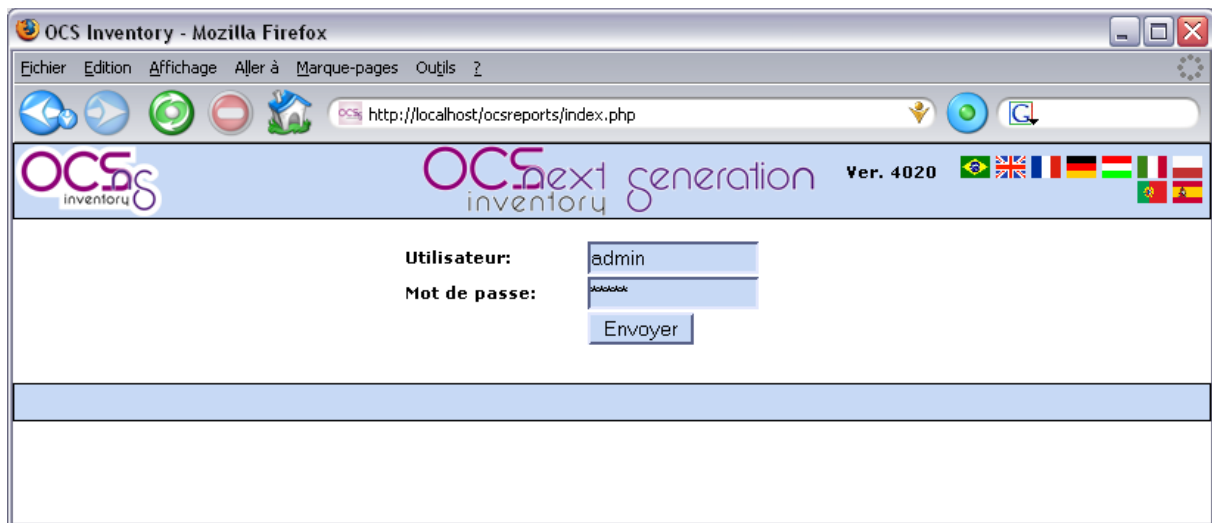 OCS Inventory - Mozilla Firefox
Fichier Edition Affichage Aller à Marque-pages Outils ?
OCS http://localhost/ocsreports/index.php G
OCS ng inventory
OCS next generation inventory
Ver. 4020
Utilisateur: admin
Mot de passe: *****
Envoyer